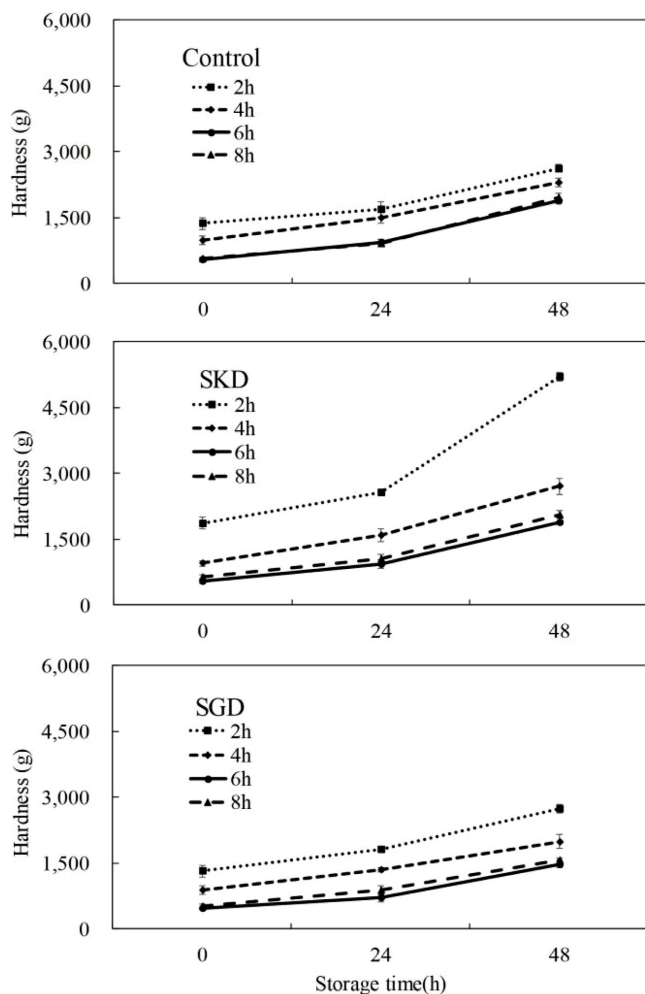 6,000
Control
2h
4h
6h
8h
4,500
3,000
1,500
0
Hardness (g)
0 24 48
6,000
SKD
2h
4h
6h
8h
4,500
3,000
1,500
0
Hardness (g)
0 24 48
6,000
SGD
2h
4h
6h
8h
4,500
3,000
1,500
0
Hardness (g)
0 24 48
Storage time(h)